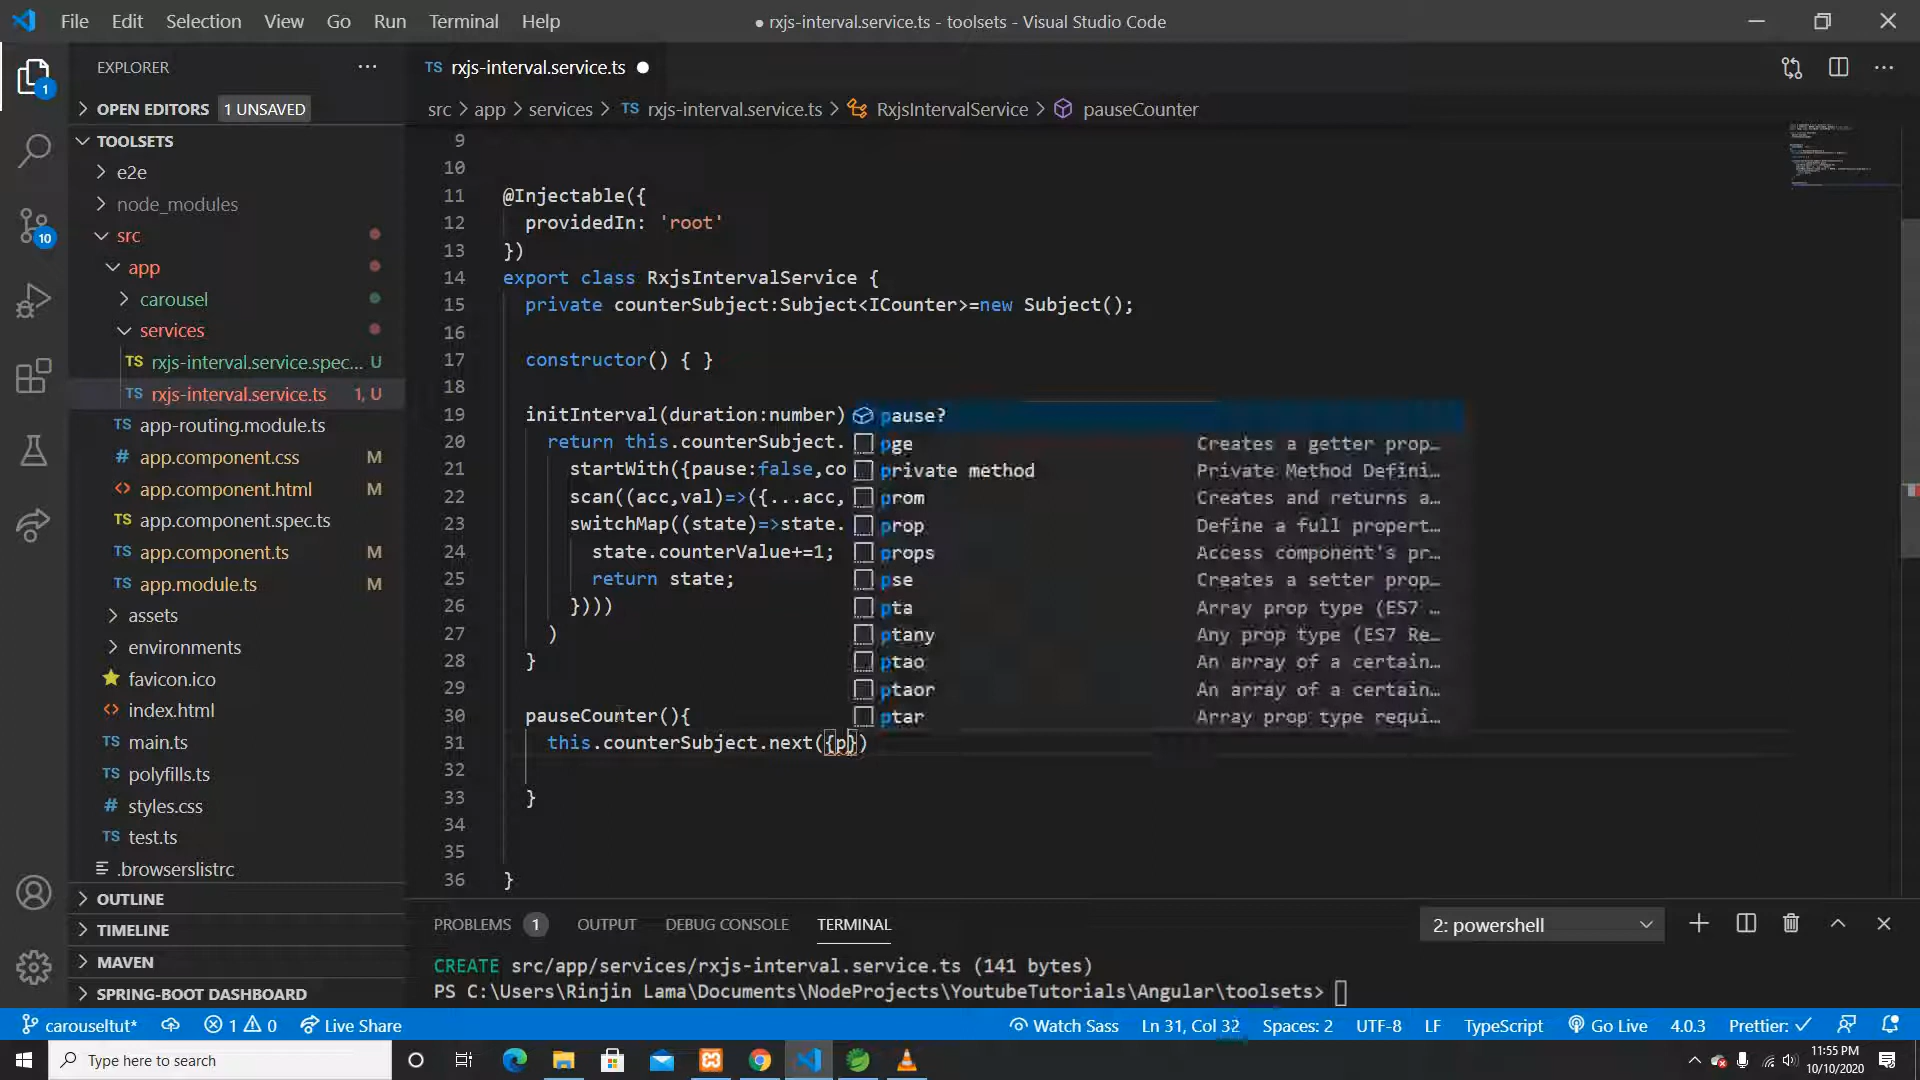 File Edit Selection View Go Run Terminal Help
● rxjs-interval.service.ts - toolsets - Visual Studio Code
EXPLORER
TS rxjs-interval.service.ts
OPEN EDITORS 1 UNSAVED
src > app > services > TS rxjs-interval.service.ts > RxjsIntervalService > pauseCounter
TOOLSETS
e2e
node_modules
src
app
carousel
services
TS rxjs-interval.service.spec... U
TS rxjs-interval.service.ts 1, U
TS app-routing.module.ts
# app.component.css M
<> app.component.html M
TS app.component.spec.ts
TS app.component.ts M
TS app.module.ts M
assets
environments
favicon.ico
<> index.html
TS main.ts
TS polyfills.ts
# styles.css
TS test.ts
.browserslistrc
OUTLINE
TIMELINE
MAVEN
SPRING-BOOT DASHBOARD
1
10
9
10
11 @Injectable({
12 providedIn: 'root'
13 })
14 export class RxjsIntervalService {
15 private counterSubject:Subject<ICounter>=new Subject();
16
17 constructor() { }
18
19 initInterval(duration:number)
20 return this.counterSubject.
21 startWith({pause:false,co
22 scan((acc,val)=>({...acc,
23 switchMap((state)=>state.
24 state.counterValue+=1;
25 return state;
26 })))
27 )
28 }
29
30 pauseCounter(){
31 this.counterSubject.next({p})
32
33 }
34
35
36 }
pause?
pge Creates a getter prop…
private method Private Method Defini…
prom Creates and returns a…
prop Define a full propert…
props Access component's pr…
pse Creates a setter prop…
pta Array prop type (ES7 …
ptany Any prop type (ES7 Re…
ptao An array of a certain…
ptaor An array of a certain…
ptar Array prop type requi…
PROBLEMS 1 OUTPUT DEBUG CONSOLE TERMINAL 2: powershell
CREATE src/app/services/rxjs-interval.service.ts (141 bytes)
PS C:\Users\Rinjin Lama\Documents\NodeProjects\YoutubeTutorials\Angular\toolsets>
carouseltut* 1 0 Live Share Watch Sass Ln 31, Col 32 Spaces: 2 UTF-8 LF TypeScript Go Live 4.0.3 Prettier: ✓
Type here to search
11:55 PM
10/10/2020